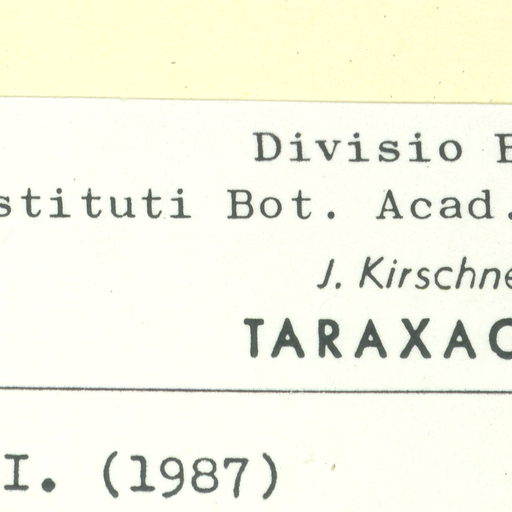 Divisio
stituti Bot. Acad.
J. Kirschne
TARAXAC
I. (1987)